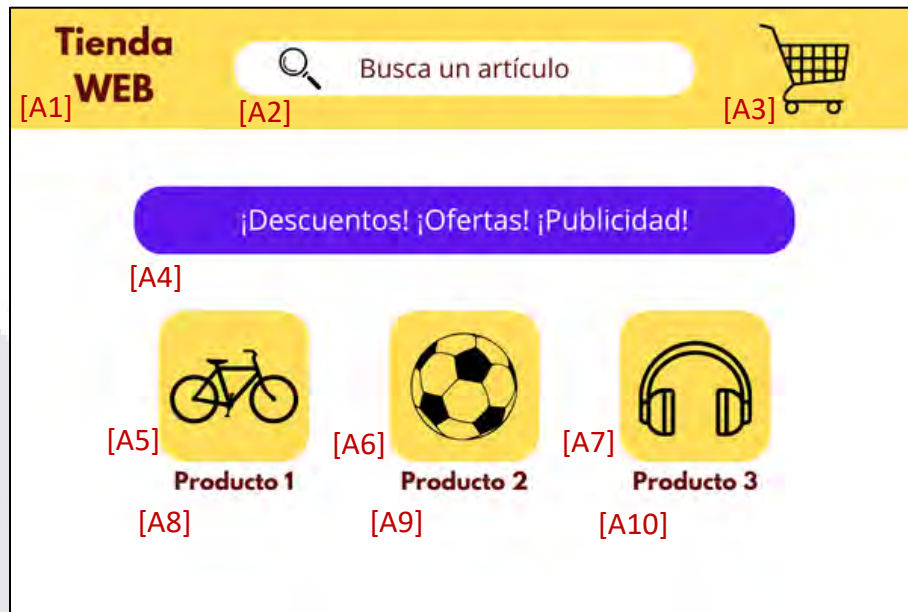 Tienda
WEB
Busca un artículo
[A1]
[A2]
[A3]
¡Descuentos! ¡Ofertas! ¡Publicidad!
[A4]
[A5]
[A6]
[A7]
Producto 1
Producto 2
Producto 3
[A8]
[A9]
[A10]